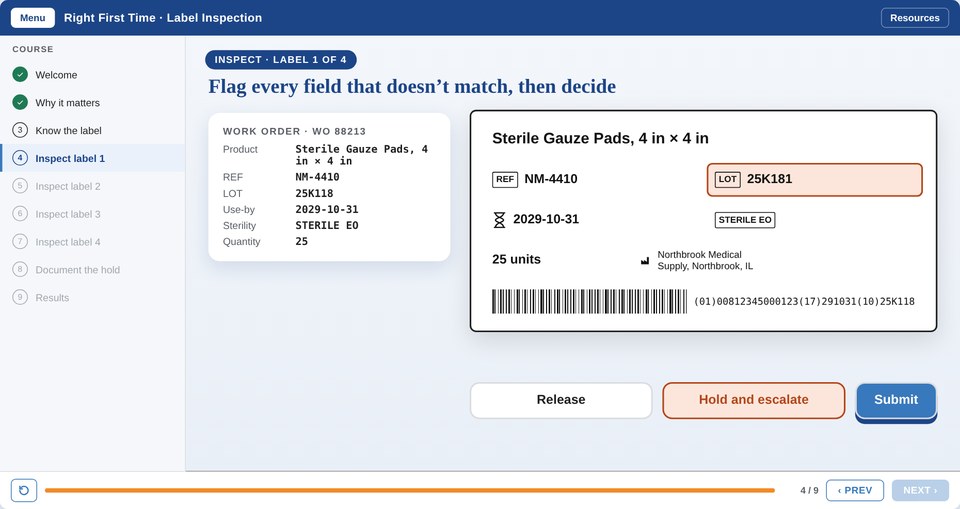 Menu
Right First Time · Label Inspection
Resources
COURSE
Welcome
Why it matters
3 Know the label
4 Inspect label 1
5 Inspect label 2
6 Inspect label 3
7 Inspect label 4
8 Document the hold
9 Results
INSPECT · LABEL 1 OF 4
Flag every field that doesn’t match, then decide
WORK ORDER · WO 88213
Product Sterile Gauze Pads, 4
in × 4 in
REF NM-4410
LOT 25K118
Use-by 2029-10-31
Sterility STERILE EO
Quantity 25
Sterile Gauze Pads, 4 in × 4 in
REF NM-4410
LOT 25K181
2029-10-31
STERILE EO
25 units
Northbrook Medical
Supply, Northbrook, IL
(01)00812345000123(17)291031(10)25K118
Release
Hold and escalate
Submit
4 / 9
‹ PREV
NEXT ›